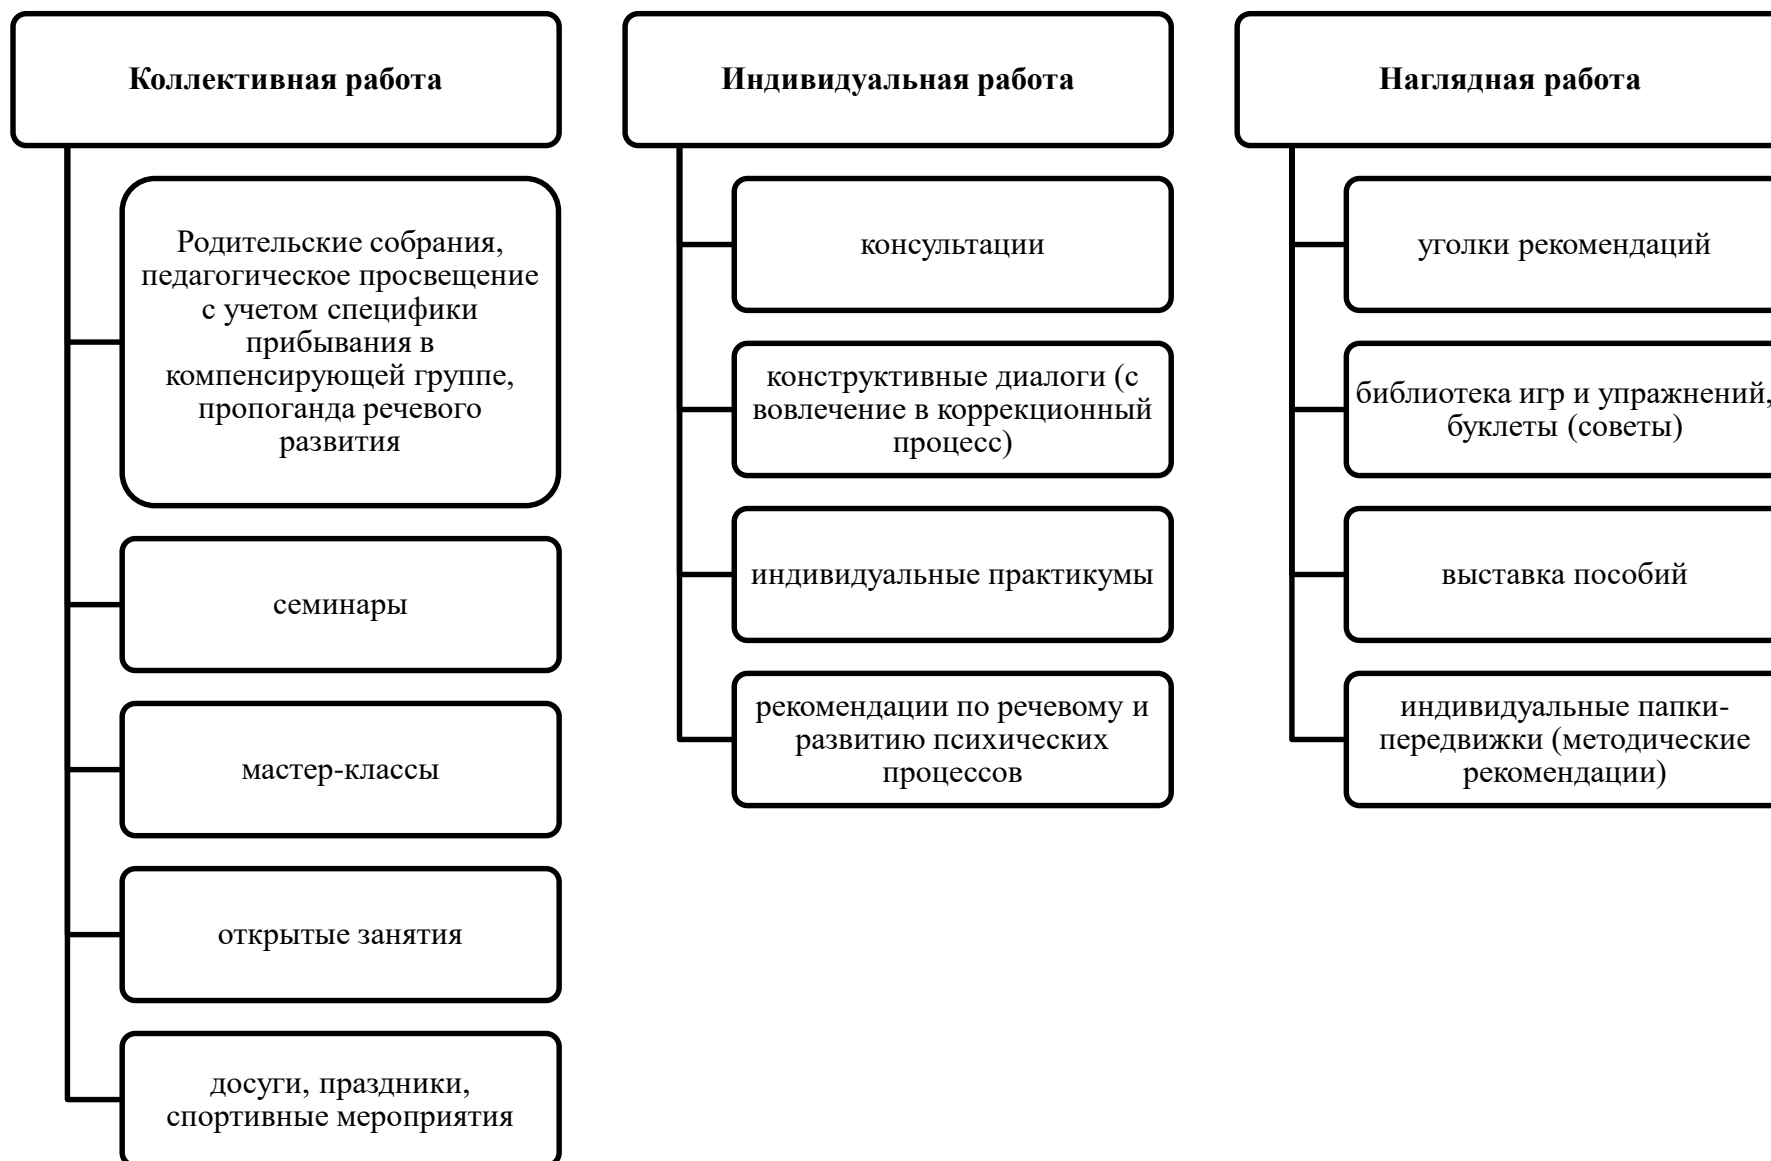 Коллективная работа
Родительские собрания,
педагогическое просвещение
с учетом специфики
прибывания в
компенсирующей группе,
пропоганда речевого
развития
семинары
мастер-классы
открытые занятия
досуги, праздники,
спортивные мероприятия
Индивидуальная работа
консультации
конструктивные диалоги (с
вовлечение в коррекционный
процесс)
индивидуальные практикумы
рекомендации по речевому и
развитию психических
процессов
Наглядная работа
уголки рекомендаций
библиотека игр и упражнений,
буклеты (советы)
выставка пособий
индивидуальные папки-
передвижки (методические
рекомендации)